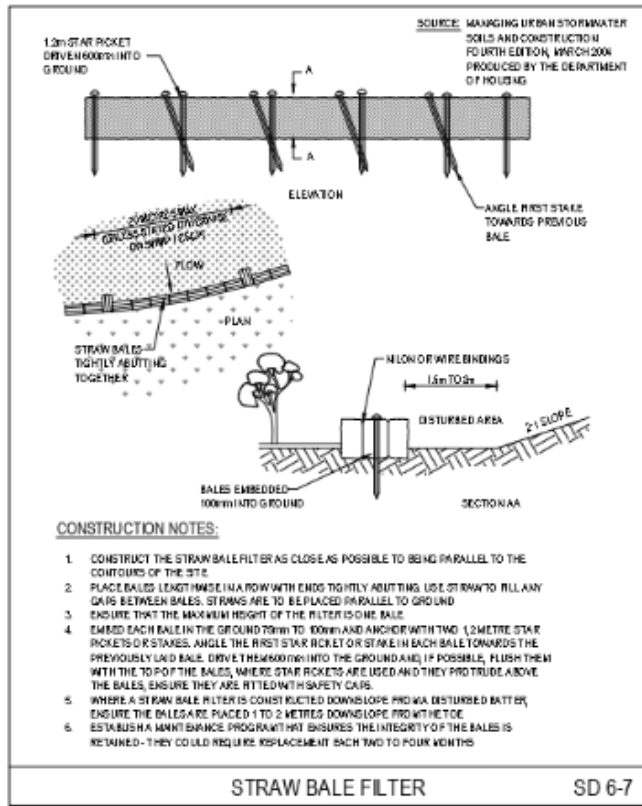 SOURCE: MANAGING URBAN STORMWATER
SOILS AND CONSTRUCTION
FOURTH EDITION, MARCH 2004
PRODUCED BY THE DEPARTMENT
OF HOUSING
1.2m STAR PICKET
DRIVEN 600mm INTO
GROUND
A
A
ELEVATION
ANGLE FIRST STAKE
TOWARDS PREVIOUS
BALE
(UNLESS STATED OTHERWISE
FLOW
PLAN
STRAW BALES
TIGHTLY ABUTTING
TOGETHER
NILON OR WIRE BINDINGS
1.5m TO 2m
DISTURBED AREA
2:1 SLOPE
BALES EMBEDDED
100mm INTO GROUND
SECTION AA
CONSTRUCTION NOTES:
1. CONSTRUCT THE STRAW BALE FILTER AS CLOSE AS POSSIBLE TO BEING PARALLEL TO THE
CONTOURS OF THE SITE
2. PLACE BALES LENGTHWISE IN A ROW WITH ENDS TIGHTLY ABUTTING. USE STRAW TO FILL ANY
GAPS BETWEEN BALES. STRAWS ARE TO BE PLACED PARALLEL TO GROUND
3. ENSURE THAT THE MAXIMUM HEIGHT OF THE FILTER IS ONE BALE
4. EMBED EACH BALE IN THE GROUND 75mm TO 100mm AND ANCHOR WITH TWO 1,2 METRE STAR
PICKETS OR STAKES. ANGLE THE FIRST STAR PICKET OR STAKE IN EACH BALE TOWARDS THE
PREVIOUSLY LAID BALE. DRIVE THEM 600mm INTO THE GROUND AND, IF POSSIBLE, FLUSH THEM
WITH THE TOP OF THE BALES, WHERE STAR PICKETS ARE USED AND THEY PROTRUDE ABOVE
THE BALES, ENSURE THEY ARE FITTED WITH SAFETY CAPS.
5. WHERE A STRAW BALE FILTER IS CONSTRUCTED DOWNSLOPE FROM A DISTURBED BATTER,
ENSURE THE BALES ARE PLACED 1 TO 2 METRES DOWNSLOPE FROM THE TOE
6. ESTABLISH A MAINTENANCE PROGRAM THAT ENSURES THE INTEGRITY OF THE BALES IS
RETAINED - THEY COULD REQUIRE REPLACEMENT EACH TWO TO FOUR MONTHS
STRAW BALE FILTER
SD 6-7